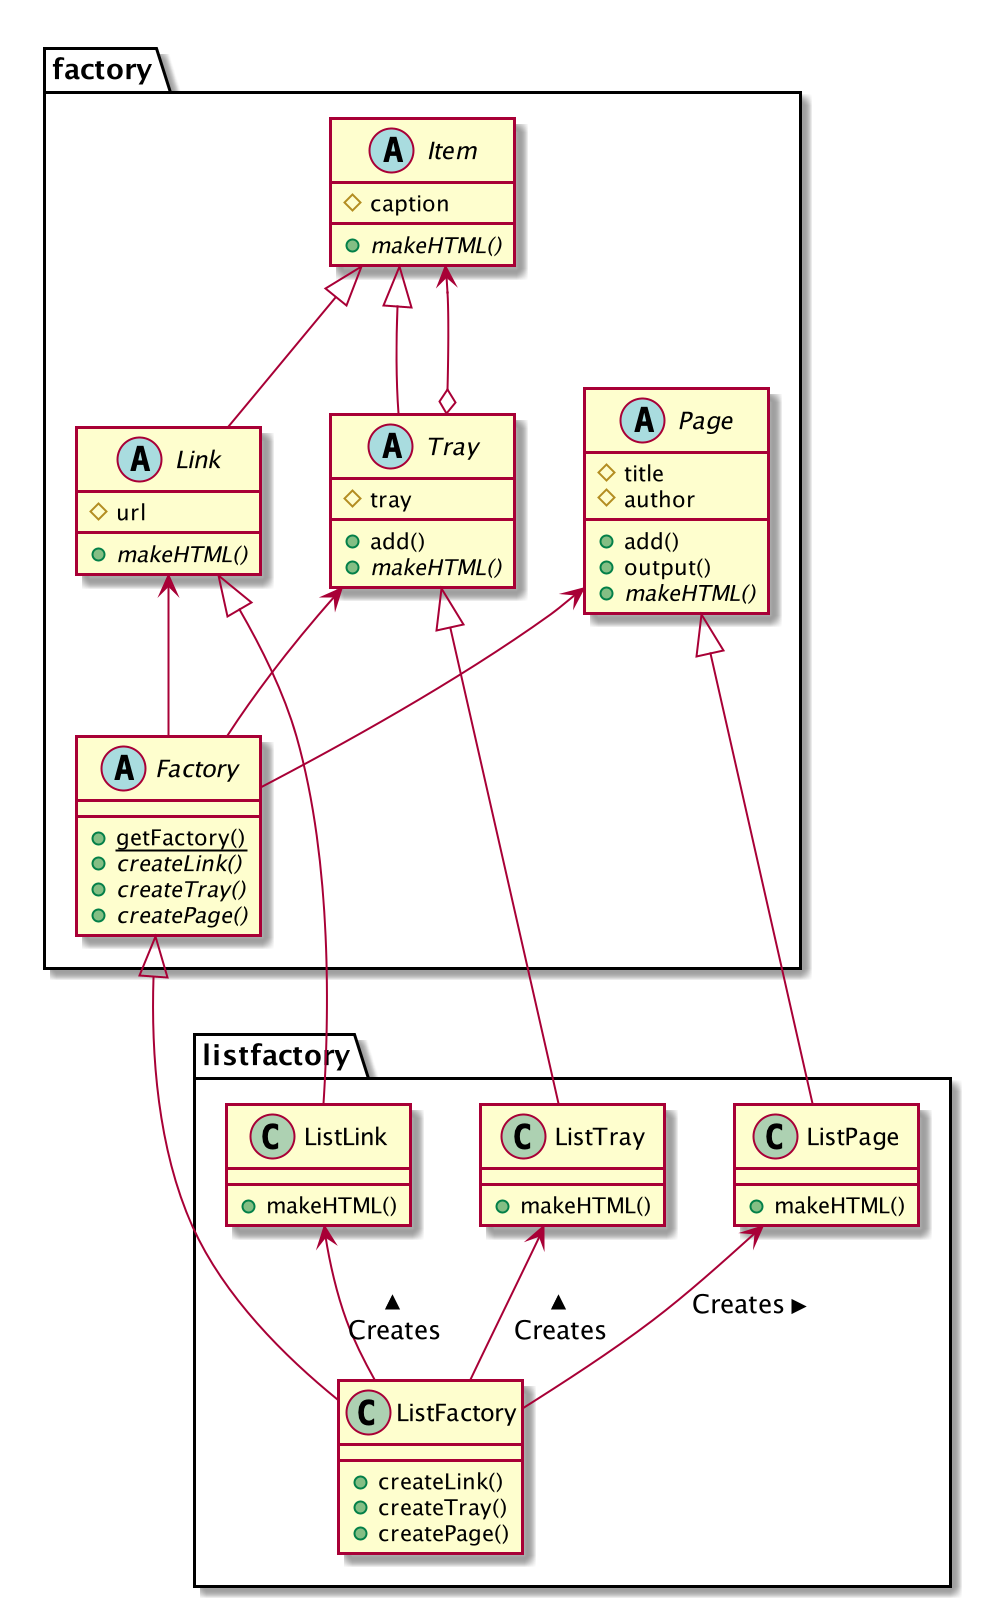 factory
A Item
caption
makeHTML()
A Link
url
makeHTML()
A Tray
tray
add()
makeHTML()
A Page
title
author
add()
output()
makeHTML()
A Factory
getFactory()
createLink()
createTray()
createPage()
listfactory
C ListLink
makeHTML()
C ListTray
makeHTML()
C ListPage
makeHTML()
▲
Creates
▲
Creates
Creates ▶
C ListFactory
createLink()
createTray()
createPage()